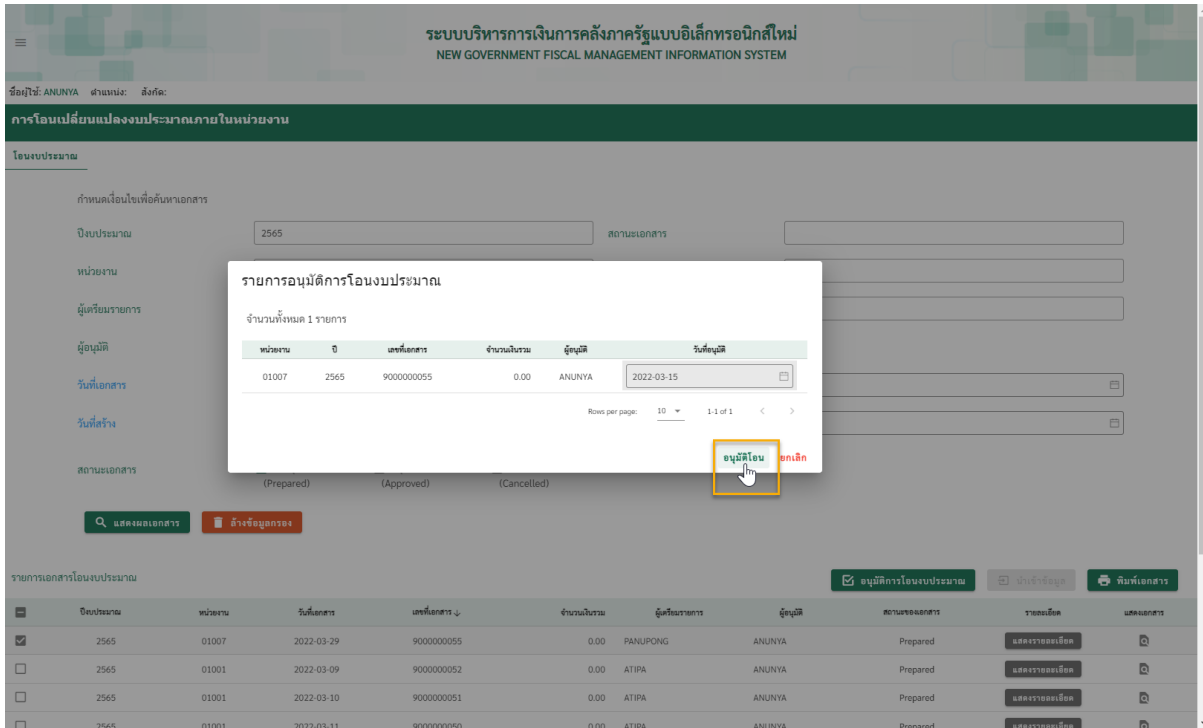 ระบบบริหารการเงินการคลังภาครัฐแบบอิเล็กทรอนิกส์ใหม่
NEW GOVERNMENT FISCAL MANAGEMENT INFORMATION SYSTEM
ชื่อผู้ใช้: ANUNYA ตำแหน่ง: สังกัด:
การโอนเปลี่ยนแปลงงบประมาณภายในหน่วยงาน
โอนงบประมาณ
กำหนดเงื่อนไขเพื่อค้นหาเอกสาร
ปีงบประมาณ 2565 สถานะเอกสาร
หน่วยงาน
ผู้เตรียมรายการ
ผู้อนุมัติ
วันที่เอกสาร
วันที่สร้าง
สถานะเอกสาร
(Prepared) (Approved) (Cancelled)
รายการอนุมัติการโอนงบประมาณ
จำนวนทั้งหมด 1 รายการ
หน่วยงาน ปี เลขที่เอกสาร จำนวนเงินรวม ผู้อนุมัติ วันที่อนุมัติ
01007 2565 9000000055 0.00 ANUNYA 2022-03-15
Rows per page: 10 1-1 of 1
อนุมัติโอน ยกเลิก
แสดงผลเอกสาร ล้างข้อมูลกรอง
รายการเอกสารโอนงบประมาณ อนุมัติการโอนงบประมาณ นำเข้าข้อมูล พิมพ์เอกสาร
ปีงบประมาณ หน่วยงาน วันที่เอกสาร เลขที่เอกสาร จำนวนเงินรวม ผู้เตรียมรายการ ผู้อนุมัติ สถานะของเอกสาร รายละเอียด แสดงเอกสาร
2565 01007 2022-03-29 9000000055 0.00 PANUPONG ANUNYA Prepared แสดงรายละเอียด
2565 01001 2022-03-09 9000000052 0.00 ATIPA ANUNYA Prepared แสดงรายละเอียด
2565 01001 2022-03-10 9000000051 0.00 ATIPA ANUNYA Prepared แสดงรายละเอียด
2565 01001 2022-03-11 9000000050 0.00 ATIPA ANUNYA Prepared แสดงรายละเอียด